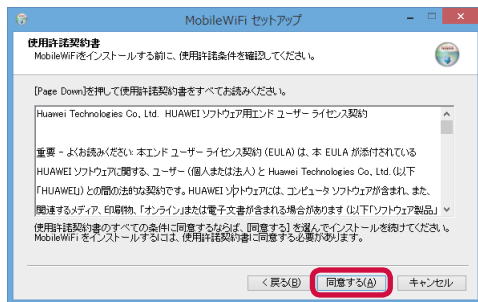 MobileWiFi セットアップ
使用許諾契約書
MobileWiFiをインストールする前に、使用許諾条件を確認してください。
[Page Down]を押して使用許諾契約書をすべてお読みください。
Huawei Technologies Co., Ltd. HUAWEI ソフトウェア用エンド ユーザー ライセンス契約
重要 - よくお読みください: 本エンド ユーザー ライセンス契約 (EULA) は、本 EULA が添付されている
HUAWEI ソフトウェアに関する、ユーザー (個人または法人) と Huawei Technologies Co., Ltd. (以下
「HUAWEI」) との間の法的な契約です。HUAWEI ソフトウェアには、コンピュータ ソフトウェアが含まれ、また、
関連するメディア、印刷物、「オンライン」または電子文書が含まれる場合があります (以下「ソフトウェア製品」
使用許諾契約書のすべての条件に同意するならば、[同意する] を選んでインストールを続けてください。
MobileWiFi をインストールするには、使用許諾契約書に同意する必要があります。
< 戻る(B) 同意する(A) キャンセル